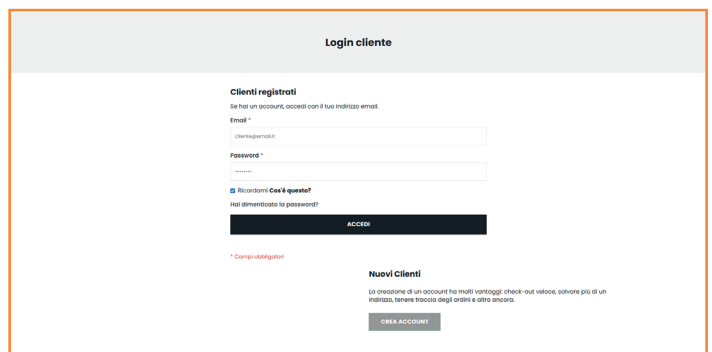 Login cliente
Clienti registrati
Se hai un account, accedi con il tuo indirizzo email.
Email *
cliente@email.it
Password *
········
Ricordami Cos'è questo?
Hai dimenticato la password?
ACCEDI
* Campi obbligatori
Nuovi Clienti
La creazione di un account ha molti vantaggi: check-out veloce, salvare più di un
indirizzo, tenere traccia degli ordini e altro ancora.
CREA ACCOUNT